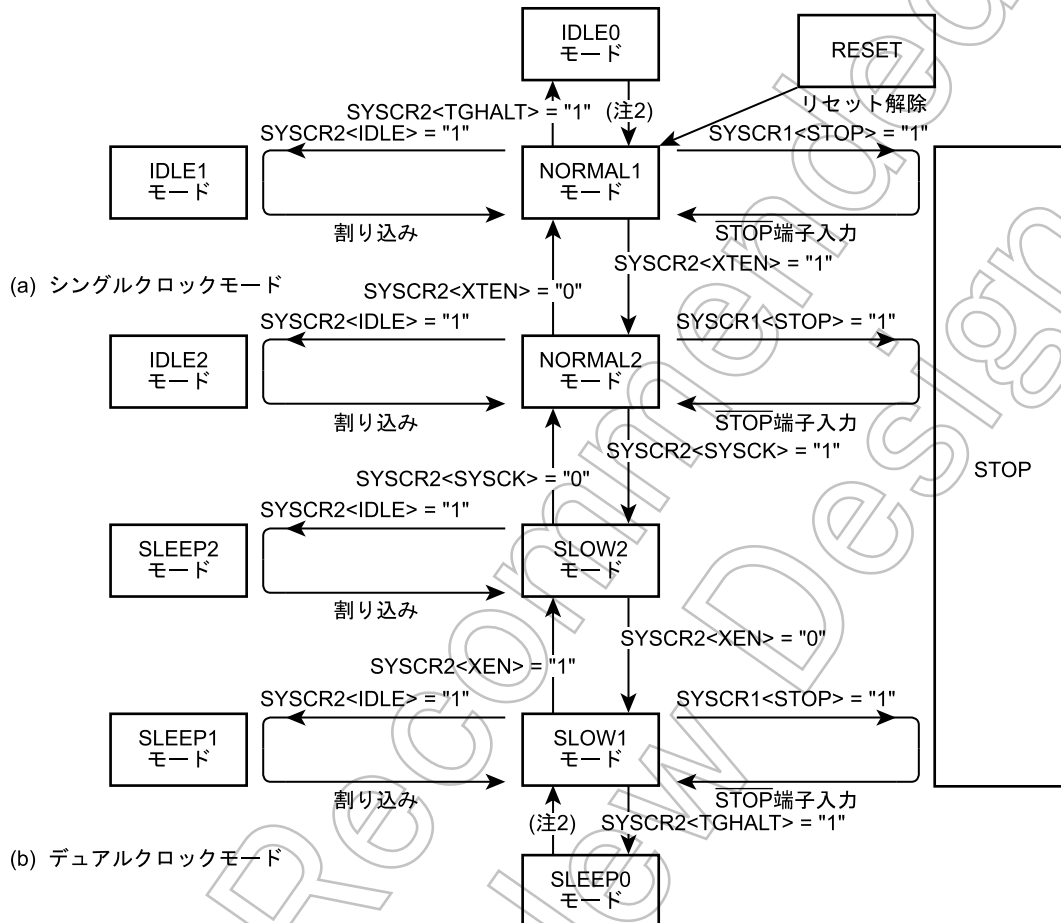 IDLE0
モード
RESET
SYSCR2<TGHALT> = "1"
(注2)
リセット解除
SYSCR2<IDLE> = "1"
SYSCR1<STOP> = "1"
IDLE1
モード
NORMAL1
モード
割り込み
STOP端子入力
SYSCR2<XTEN> = "1"
(a) シングルクロックモード
SYSCR2<XTEN> = "0"
SYSCR2<IDLE> = "1"
SYSCR1<STOP> = "1"
IDLE2
モード
NORMAL2
モード
割り込み
STOP端子入力
SYSCR2<SYSCK> = "1"
STOP
SYSCR2<SYSCK> = "0"
SYSCR2<IDLE> = "1"
SLEEP2
モード
SLOW2
モード
割り込み
SYSCR2<XEN> = "0"
SYSCR2<XEN> = "1"
SYSCR2<IDLE> = "1"
SYSCR1<STOP> = "1"
SLEEP1
モード
SLOW1
モード
割り込み
STOP端子入力
(注2)
SYSCR2<TGHALT> = "1"
(b) デュアルクロックモード
SLEEP0
モード
Recommended
New Design